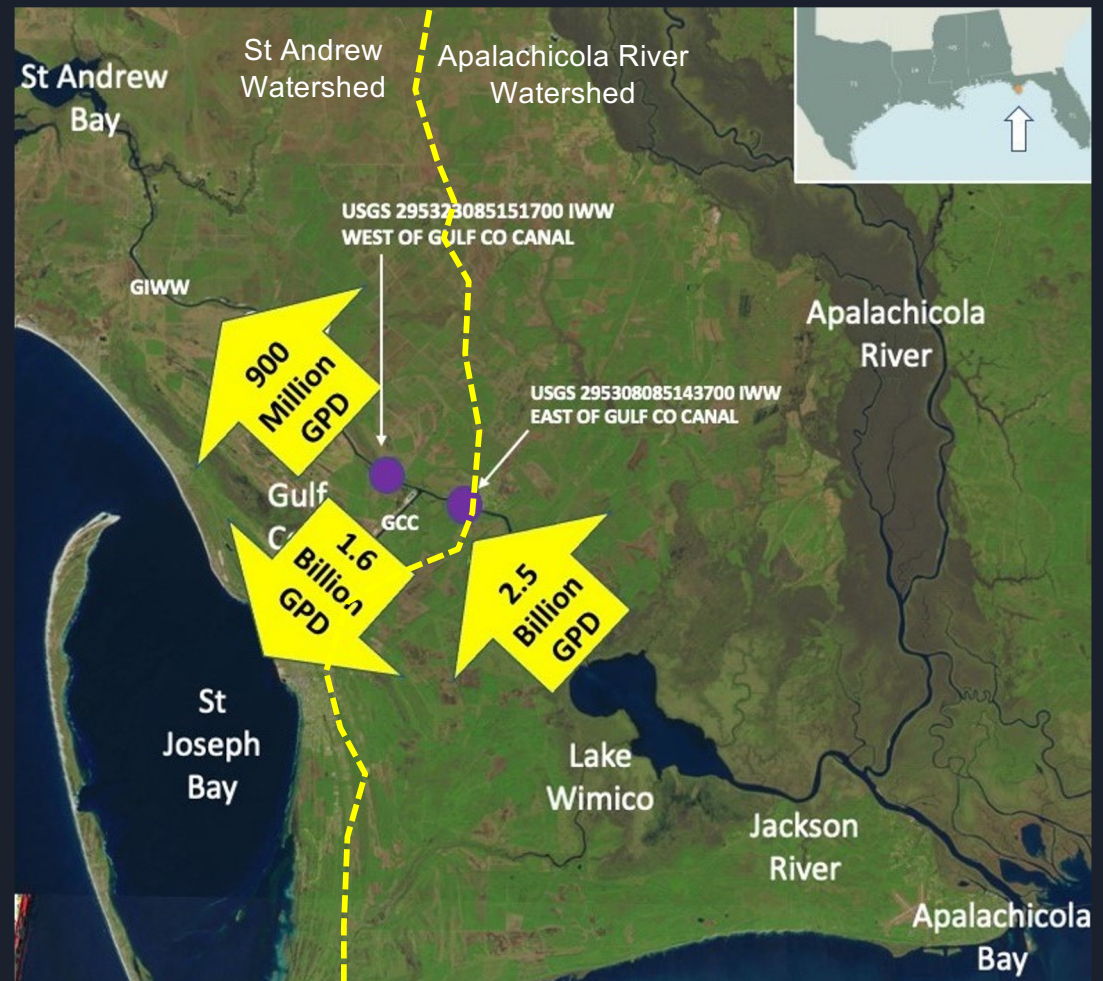 St Andrew
Watershed
Apalachicola River
Watershed
St Andrew
Bay
USGS 295323085151700 IWW
WEST OF GULF CO CANAL
GIWW
Apalachicola
River
900
Million
GPD
USGS 295308085143700 IWW
EAST OF GULF CO CANAL
Gulf
GCC
1.6
Billion
GPD
2.5
Billion
GPD
St
Joseph
Bay
Lake
Wimico
Jackson
River
Apalachicola
Bay